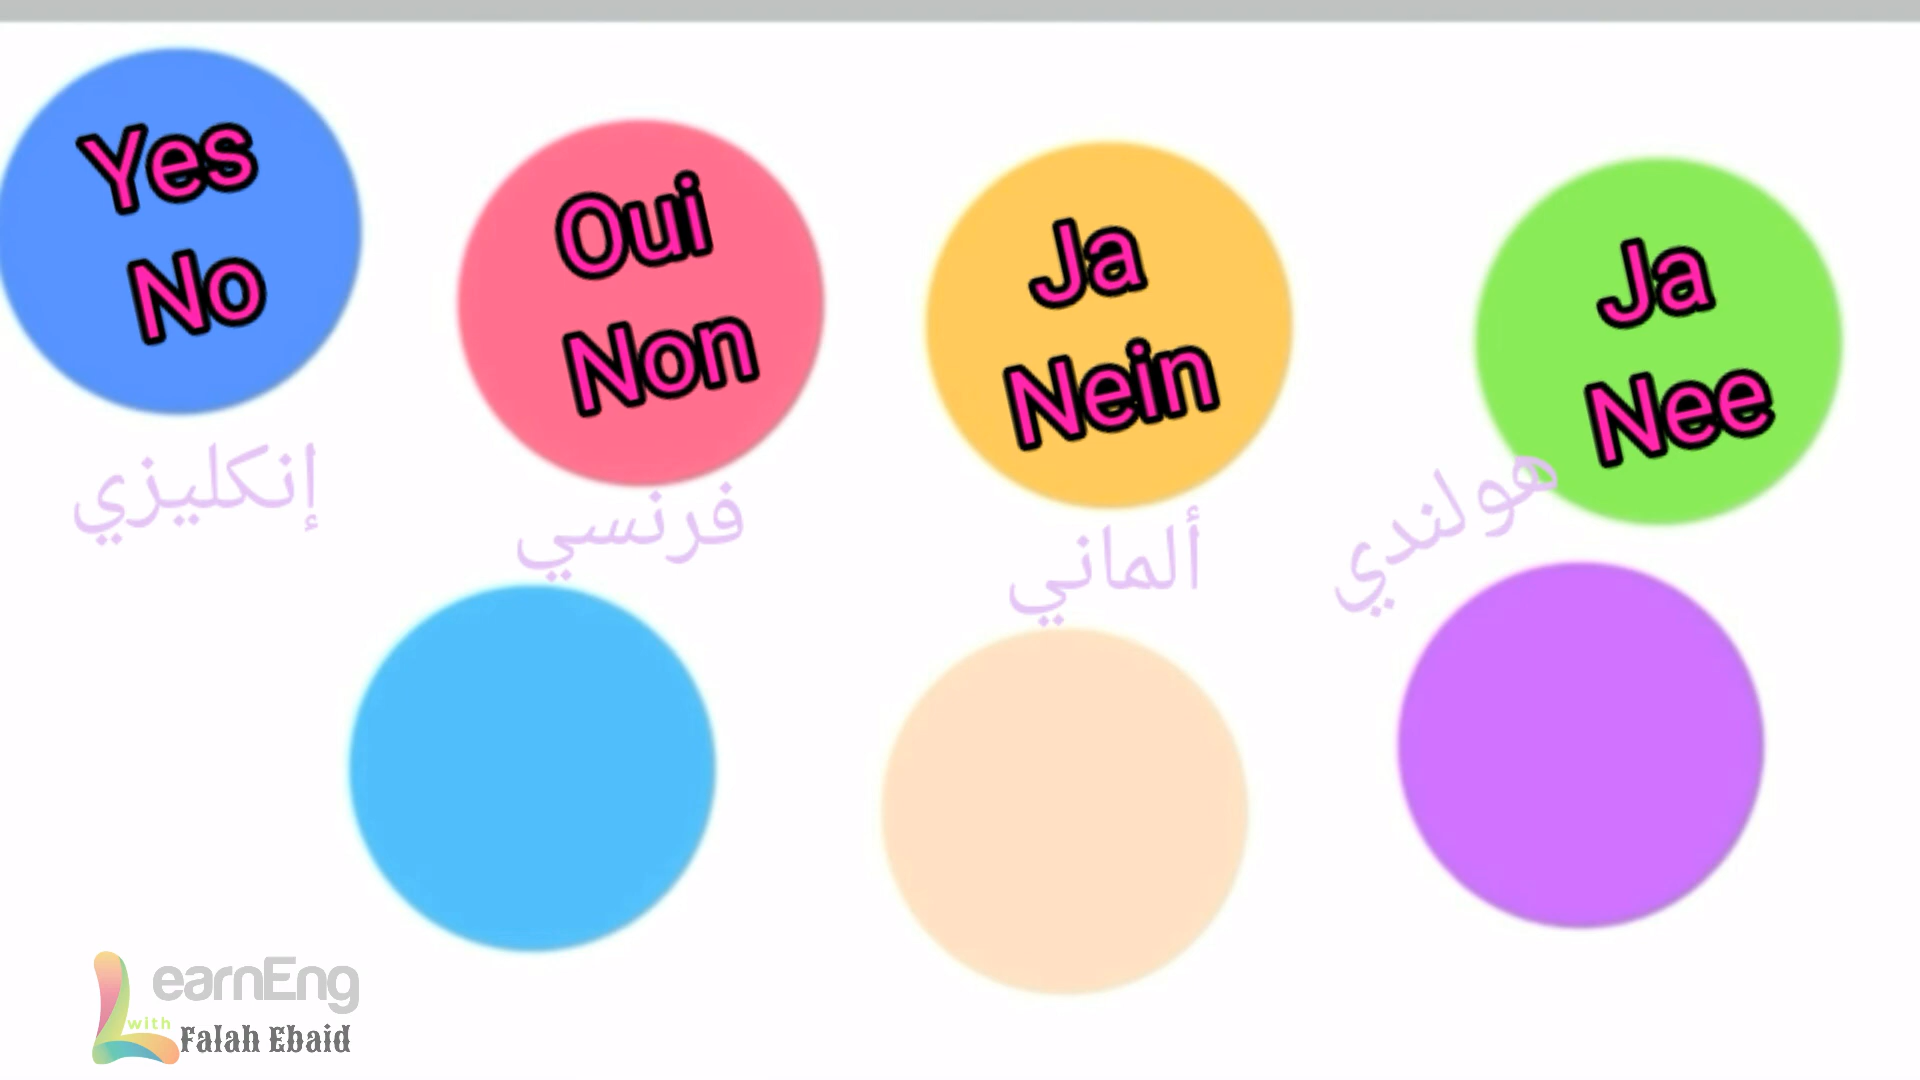 Yes
No
إنكليزي
Oui
Non
فرنسي
Ja
Nein
ألماني
Ja
Nee
هولندي
LearnEng
with Falah Ebaid